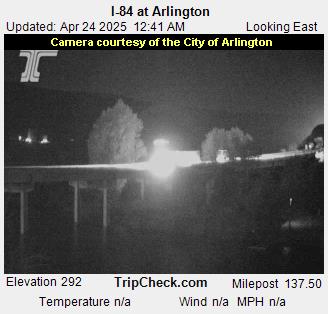 I-84 at Arlington
Updated: Apr 24 2025 12:41 AM Looking East
Camera courtesy of the City of Arlington
Elevation 292 TripCheck.com Milepost 137.50
Temperature n/a Wind n/a MPH n/a